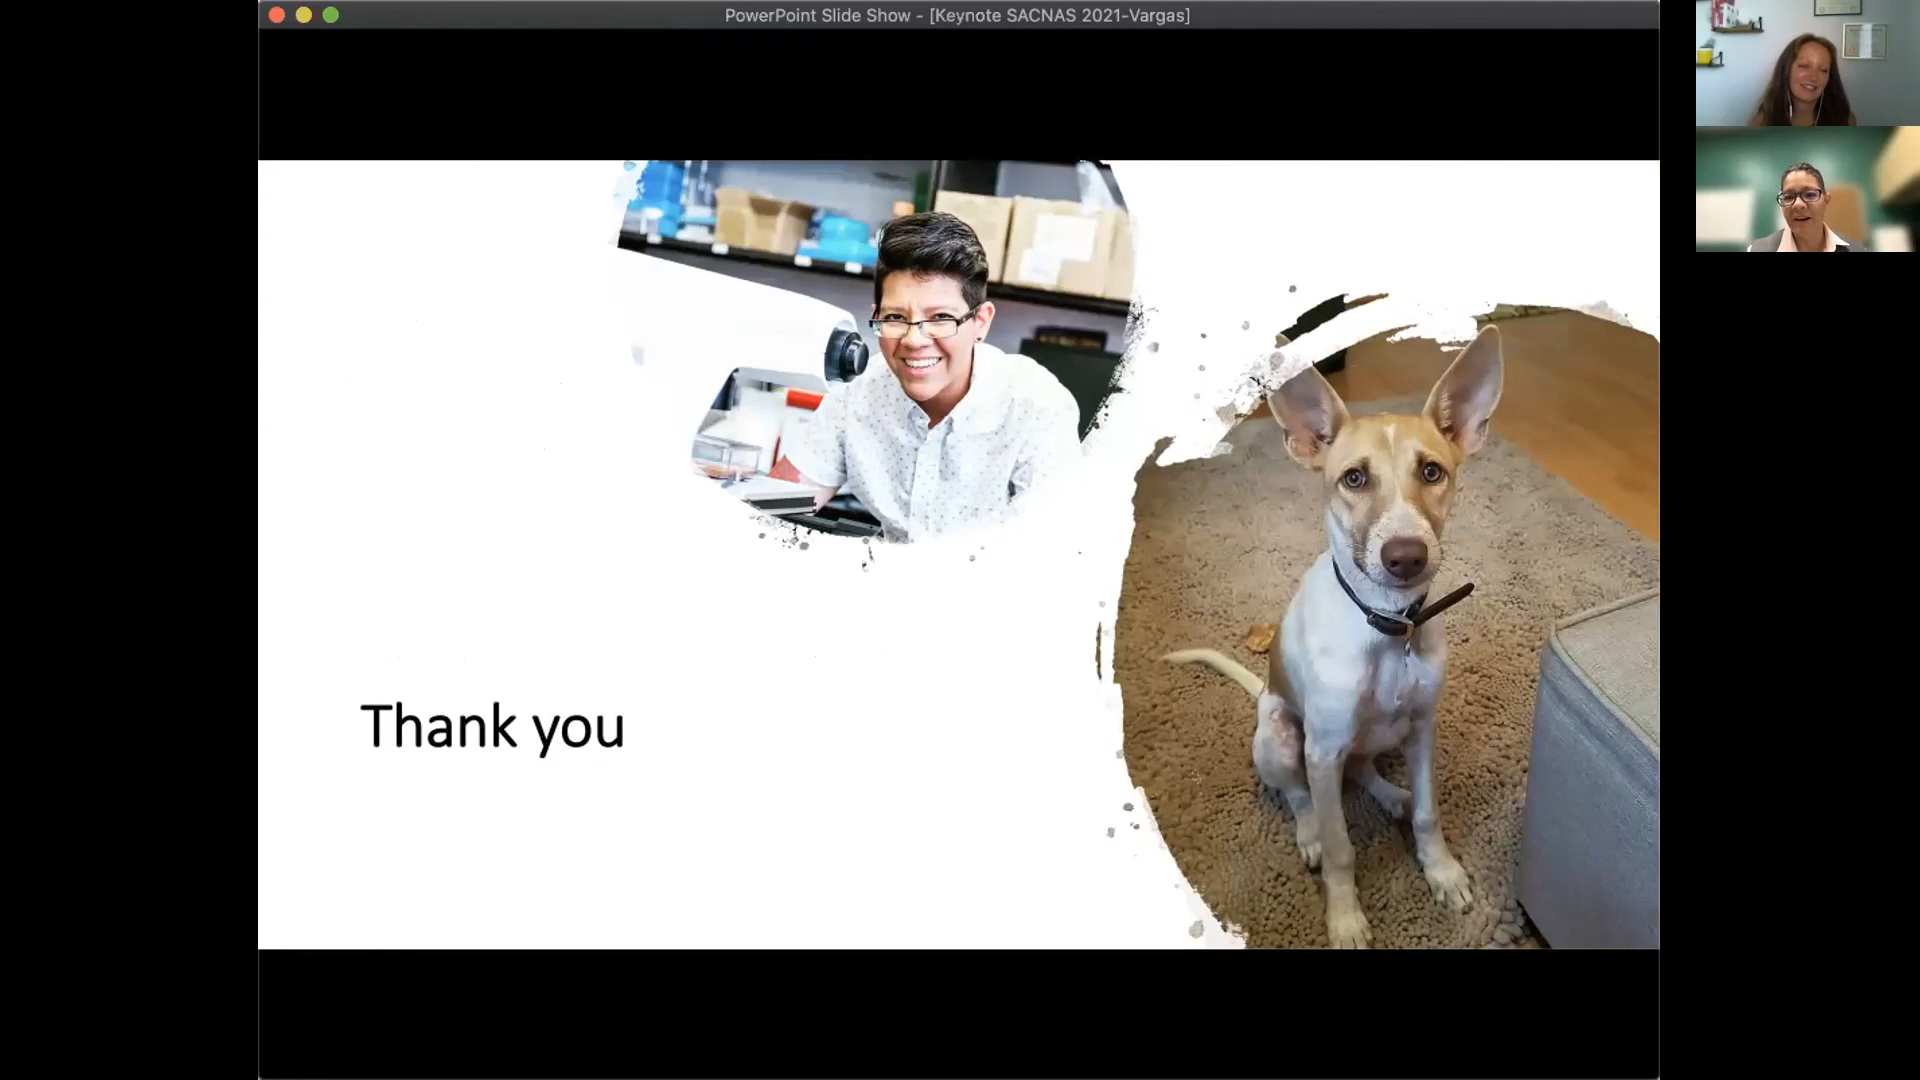 PowerPoint Slide Show - [Keynote SACNAS 2021-Vargas]
Thank you